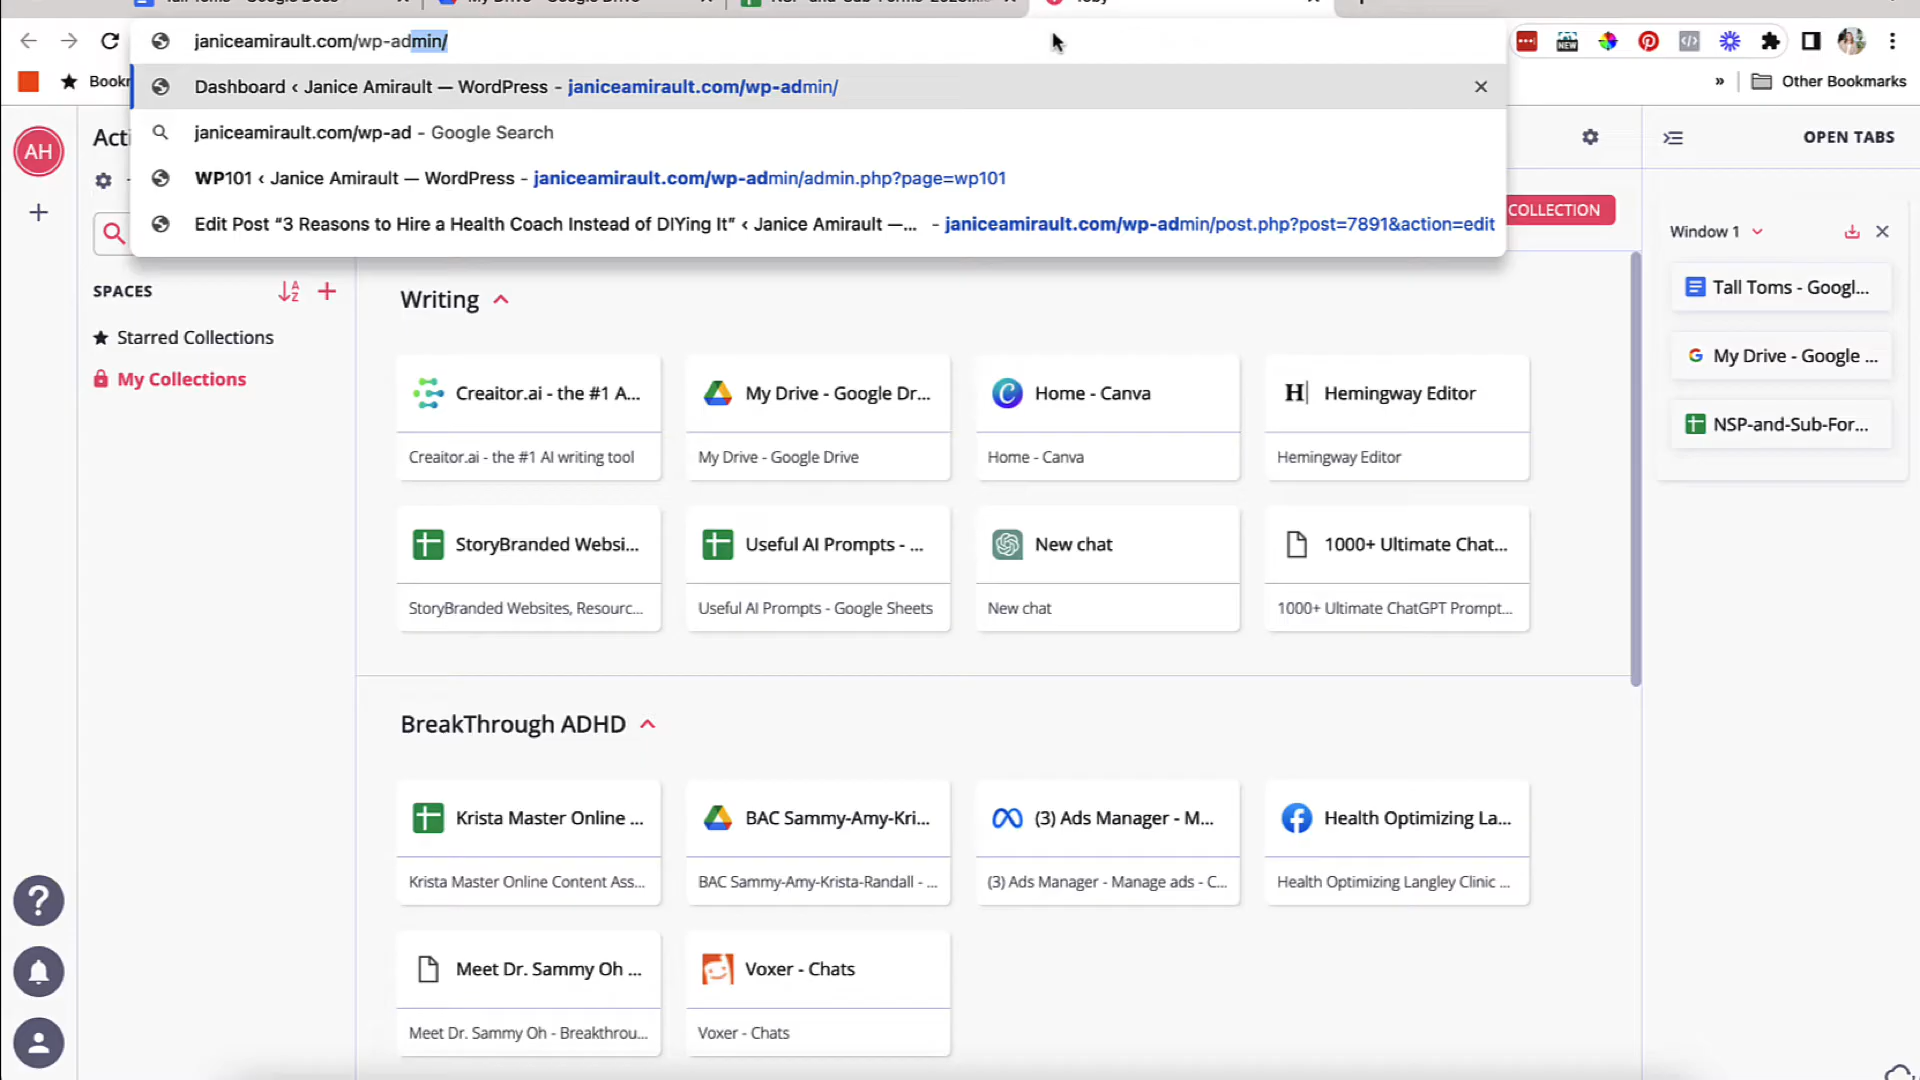 janiceamirault.com/wp-admin/
Dashboard ‹ Janice Amirault — WordPress - janiceamirault.com/wp-admin/
janiceamirault.com/wp-ad - Google Search
WP101 ‹ Janice Amirault — WordPress - janiceamirault.com/wp-admin/admin.php?page=wp101
Edit Post “3 Reasons to Hire a Health Coach Instead of DIYing It” ‹ Janice Amirault —... - janiceamirault.com/wp-admin/post.php?post=7891&action=edit
NEW
Bookn
»
Other Bookmarks
AH
Acti
OPEN TABS
COLLECTION
Window 1
SPACES
Starred Collections
My Collections
Writing
Creaitor.ai - the #1 A...
Creaitor.ai - the #1 AI writing tool
My Drive - Google Dr...
My Drive - Google Drive
Home - Canva
Home - Canva
Hemingway Editor
Hemingway Editor
StoryBranded Websi...
StoryBranded Websites, Resourc...
Useful AI Prompts - ...
Useful AI Prompts - Google Sheets
New chat
New chat
1000+ Ultimate Chat...
1000+ Ultimate ChatGPT Prompt...
BreakThrough ADHD
Krista Master Online ...
Krista Master Online Content Ass...
BAC Sammy-Amy-Kri...
BAC Sammy-Amy-Krista-Randall - ...
(3) Ads Manager - M...
(3) Ads Manager - Manage ads - C...
Health Optimizing La...
Health Optimizing Langley Clinic ...
Meet Dr. Sammy Oh ...
Meet Dr. Sammy Oh - Breakthrou...
Voxer - Chats
Voxer - Chats
Tall Toms - Googl...
My Drive - Google ...
NSP-and-Sub-For...